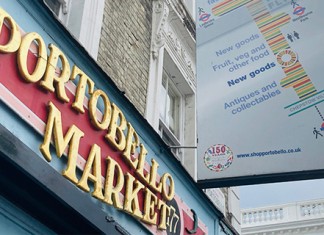 PORTOBELLO
MARKET
177
New goods
Fruit, veg and
other food
New goods
Antiques and
collectables
150
www.shopportobello.co.uk